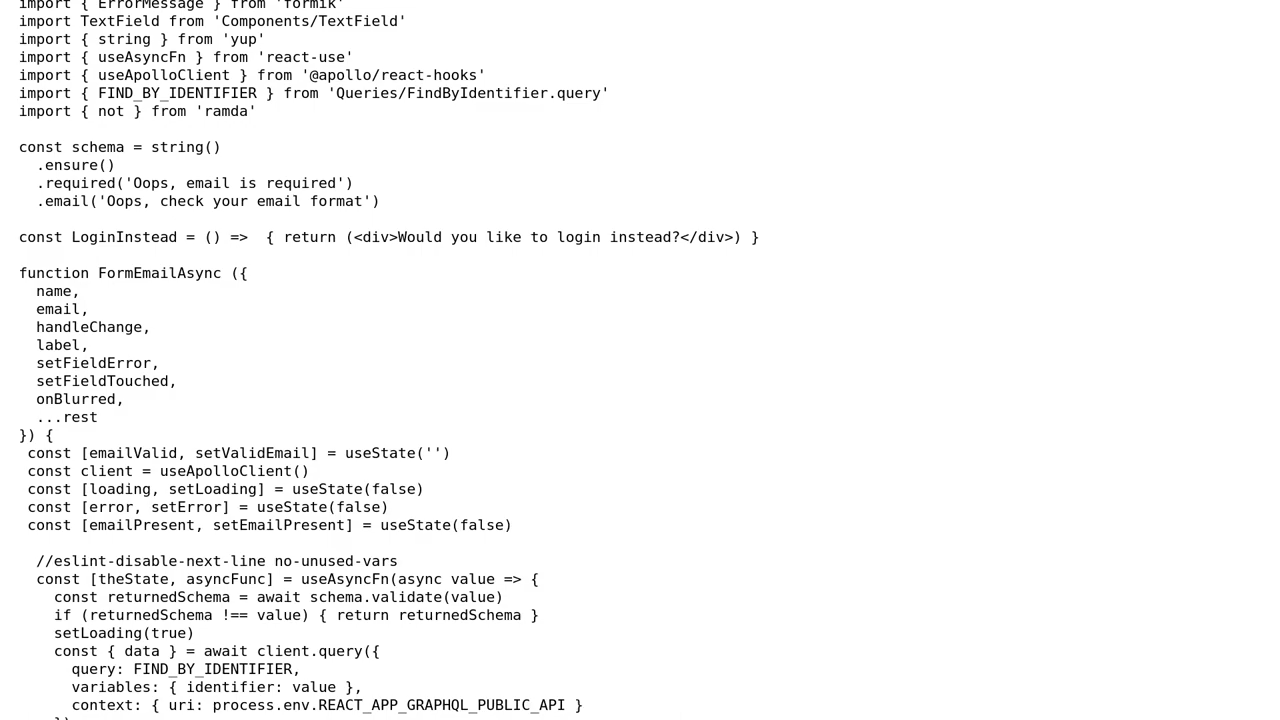 import { ErrorMessage } from 'formik'
import TextField from 'Components/TextField'
import { string } from 'yup'
import { useAsyncFn } from 'react-use'
import { useApolloClient } from '@apollo/react-hooks'
import { FIND_BY_IDENTIFIER } from 'Queries/FindByIdentifier.query'
import { not } from 'ramda'

const schema = string()
  .ensure()
  .required('Oops, email is required')
  .email('Oops, check your email format')

const LoginInstead = () =>  { return (<div>Would you like to login instead?</div>) }

function FormEmailAsync ({
  name,
  email,
  handleChange,
  label,
  setFieldError,
  setFieldTouched,
  onBlurred,
  ...rest
}) {
 const [emailValid, setValidEmail] = useState('')
 const client = useApolloClient()
 const [loading, setLoading] = useState(false)
 const [error, setError] = useState(false)
 const [emailPresent, setEmailPresent] = useState(false)

  //eslint-disable-next-line no-unused-vars
  const [theState, asyncFunc] = useAsyncFn(async value => {
    const returnedSchema = await schema.validate(value)
    if (returnedSchema !== value) { return returnedSchema }
    setLoading(true)
    const { data } = await client.query({
      query: FIND_BY_IDENTIFIER,
      variables: { identifier: value },
      context: { uri: process.env.REACT_APP_GRAPHQL_PUBLIC_API }
    })